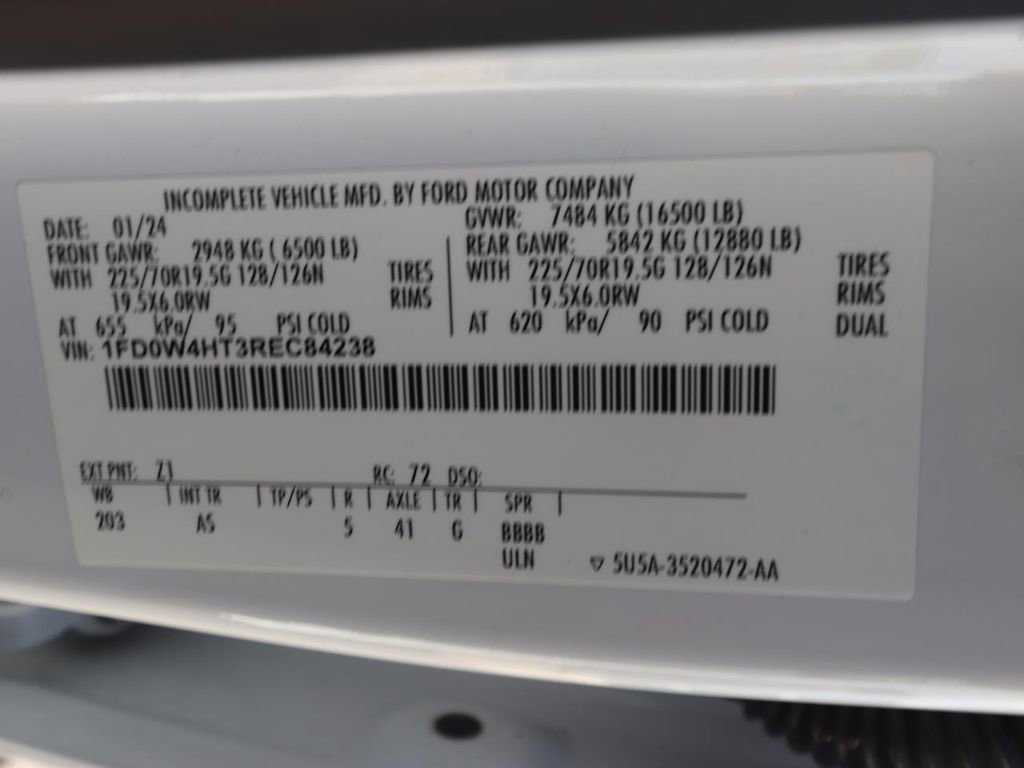 INCOMPLETE VEHICLE MFD. BY FORD MOTOR COMPANY
DATE: 01/24
FRONT GAWR: 2948 KG ( 6500 LB)
WITH 225/70R19.5G 128/126N TIRES
19.5X6.0RW RIMS
AT 655 kPa/ 95 PSI COLD
GVWR: 7484 KG (16500 LB)
REAR GAWR: 5842 KG (12880 LB)
WITH 225/70R19.5G 128/126N TIRES
19.5X6.0RW RIMS
AT 620 kPa/ 90 PSI COLD DUAL
VIN: 1FD0W4HT3REC84238
EXT PNT: Z1 RC: 72 DSO:
WB | INT TR | TP/PS | R | AXLE | TR | SPR |
203 AS 5 41 G BBBB
ULN ▽ 5U5A-3520472-AA